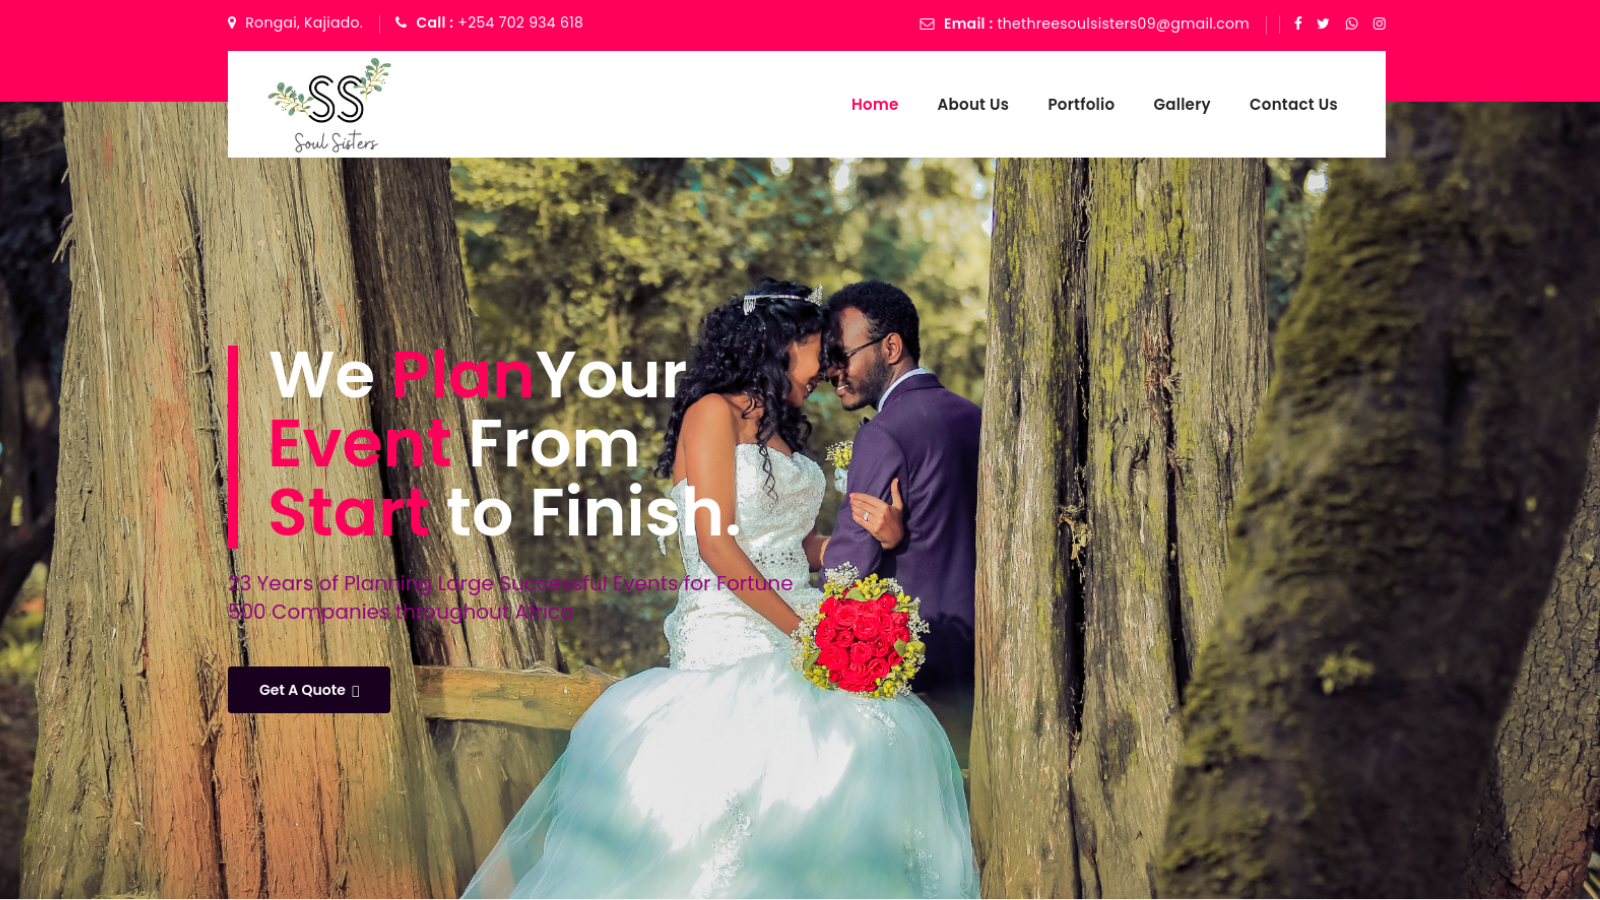 Rongai, Kajiado.
Call : +254 702 934 618
Email : thethreesoulsisters09@gmail.com
SS
Soul Sisters
Home
About Us
Portfolio
Gallery
Contact Us
We PlanYour
Event From
Start to Finish.
23 Years of Planning Large Successful Events for Fortune
500 Companies throughout Africa
Get A Quote